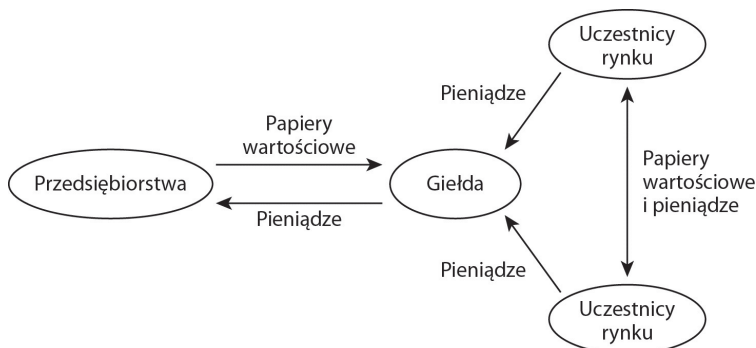 Uczestnicy
rynku
Pieniądze
Papiery
wartościowe
Przedsiębiorstwa
Giełda
Papiery
wartościowe
i pieniądze
Pieniądze
Pieniądze
Uczestnicy
rynku